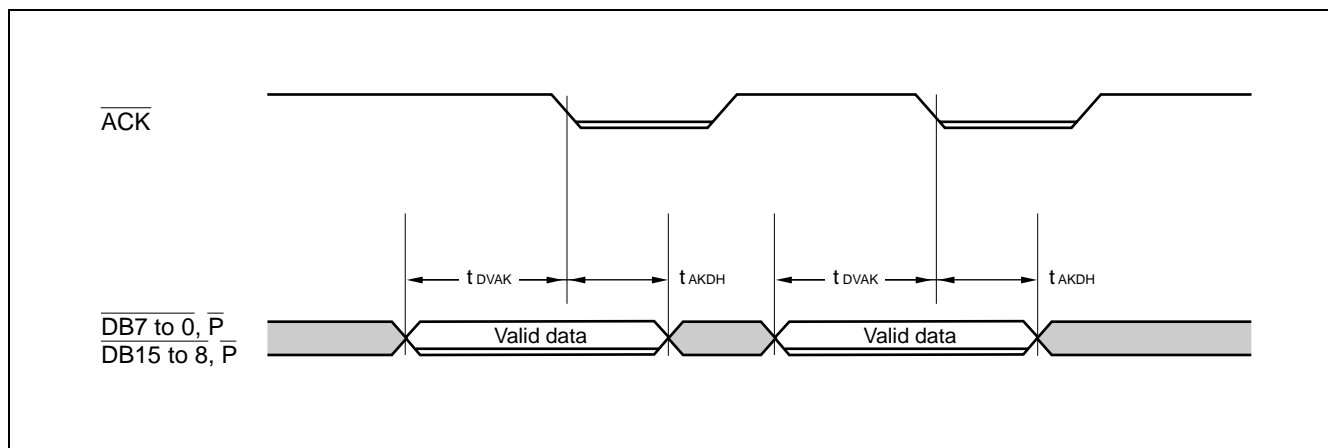 ACK
t DVAK
t AKDH
t DVAK
t AKDH
DB7 to 0, P
Valid data
Valid data
DB15 to 8, P